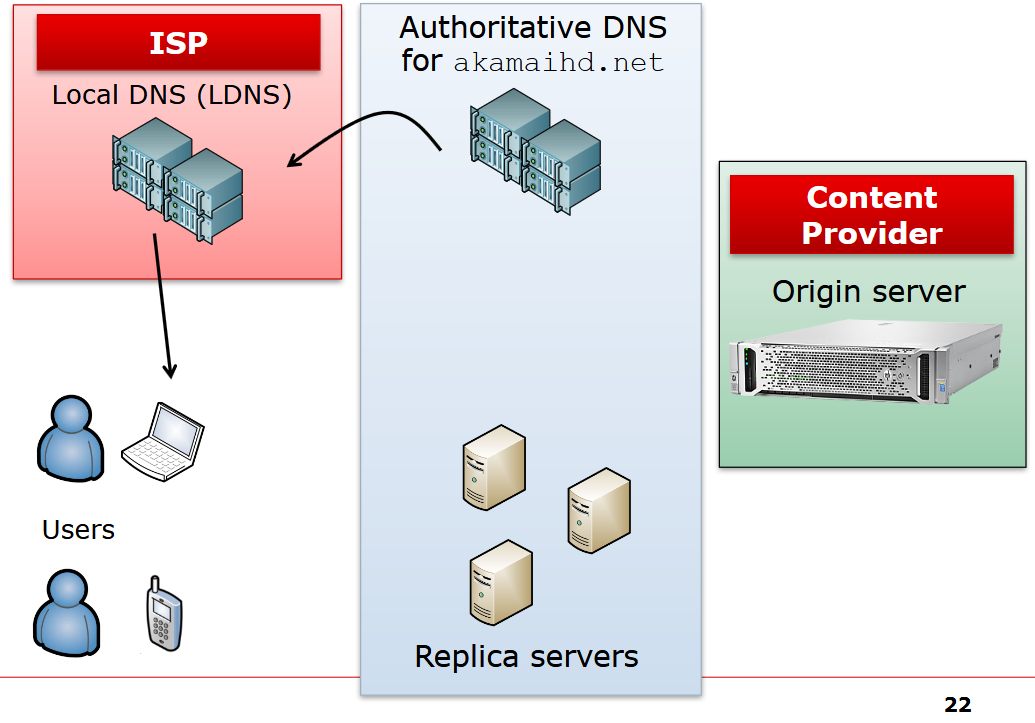 ISP
Local DNS (LDNS)
Users
Authoritative DNS
for akamaihd.net
Replica servers
Content
Provider
Origin server
22